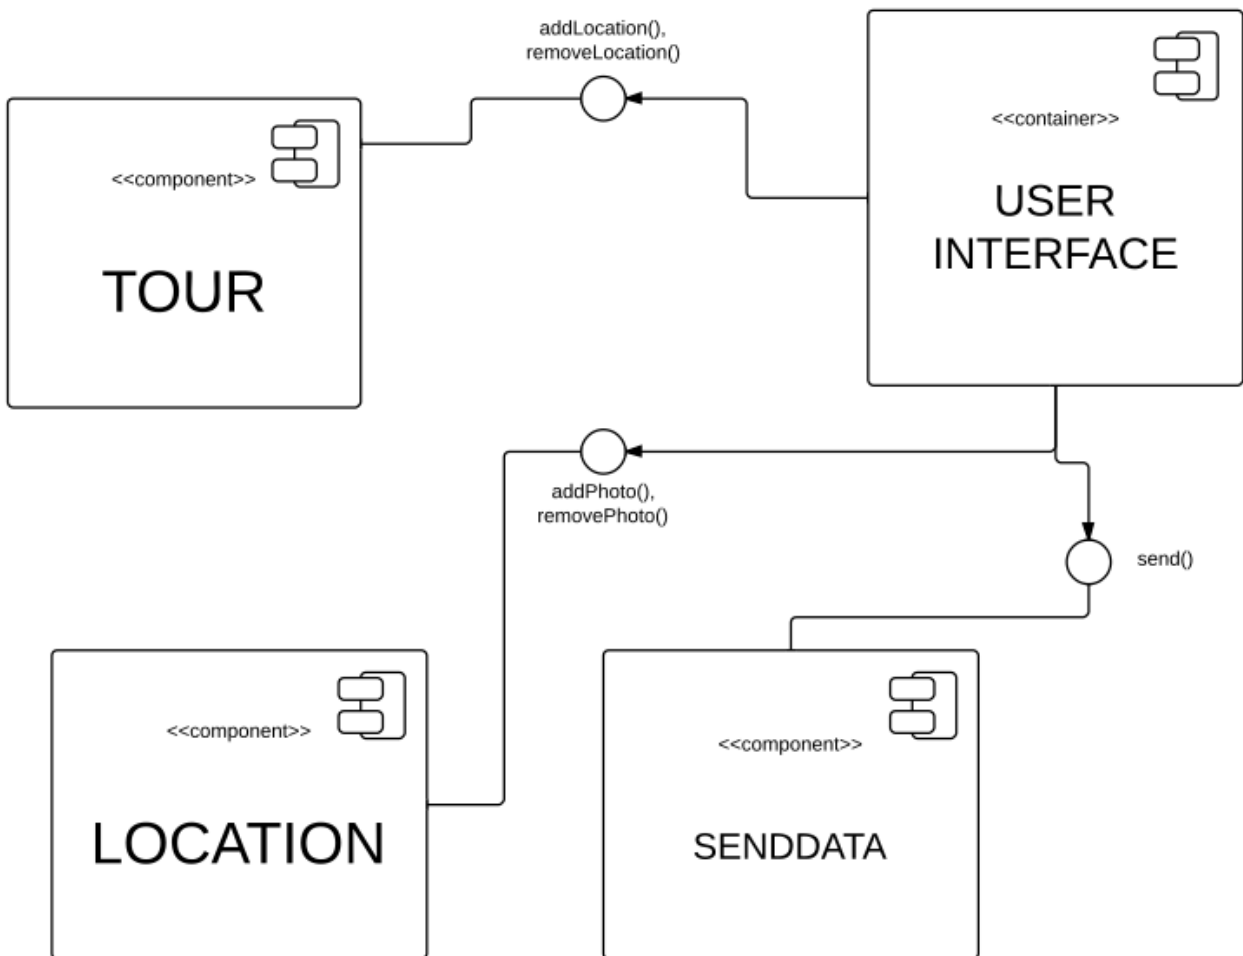 addLocation(),
removeLocation()
<<component>>
TOUR
<<container>>
USER
INTERFACE
addPhoto(),
removePhoto()
send()
<<component>>
LOCATION
<<component>>
SENDDATA